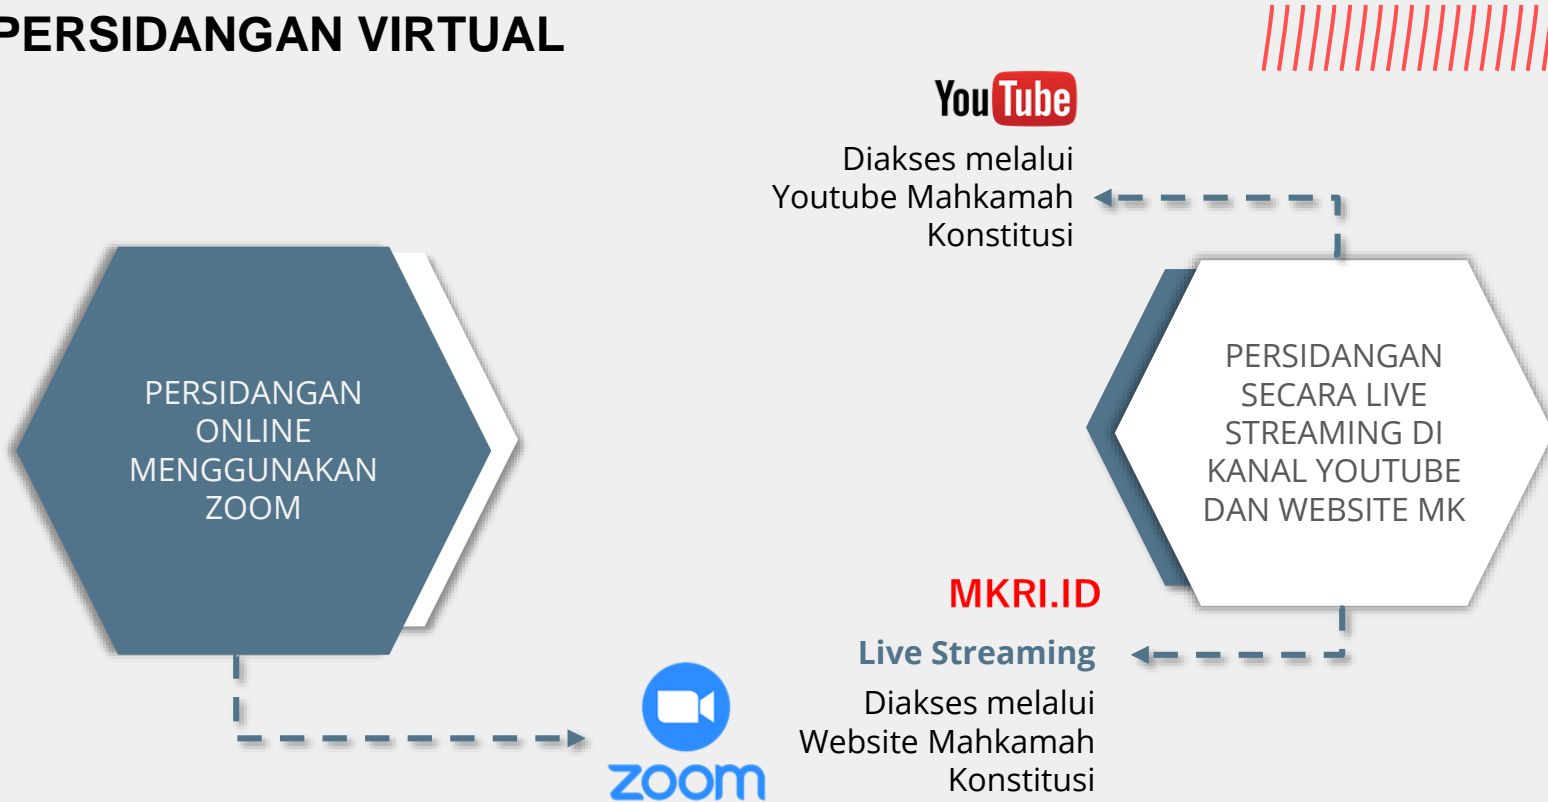 PERSIDANGAN VIRTUAL
YouTube
Diakses melalui
Youtube Mahkamah
Konstitusi
PERSIDANGAN
ONLINE
MENGGUNAKAN
ZOOM
PERSIDANGAN
SECARA LIVE
STREAMING DI
KANAL YOUTUBE
DAN WEBSITE MK
MKRI.ID
Live Streaming
Diakses melalui
Website Mahkamah
Konstitusi
zoom